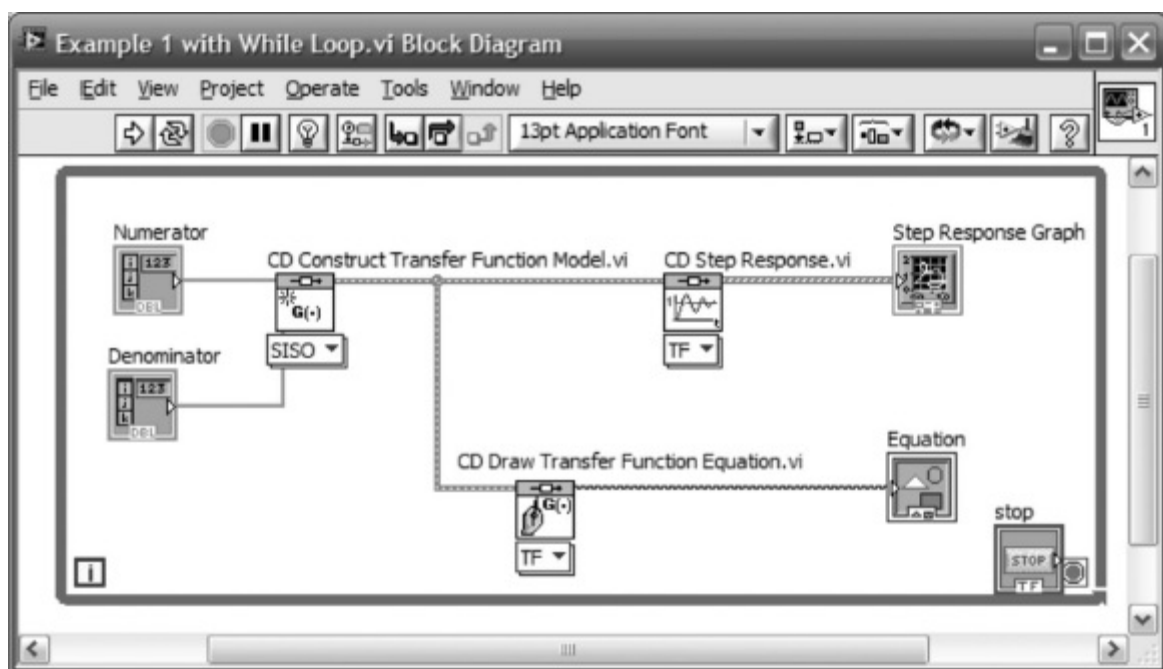 Example 1 with While Loop.vi Block Diagram
File Edit View Project Operate Tools Window Help
13pt Application Font
1
Numerator
123
DBL
CD Construct Transfer Function Model.vi
G(·)
SISO
CD Step Response.vi
1
t
TF
Step Response Graph
Denominator
123
DBL
CD Draw Transfer Function Equation.vi
G(·)
TF
Equation
stop
STOP
TF
i